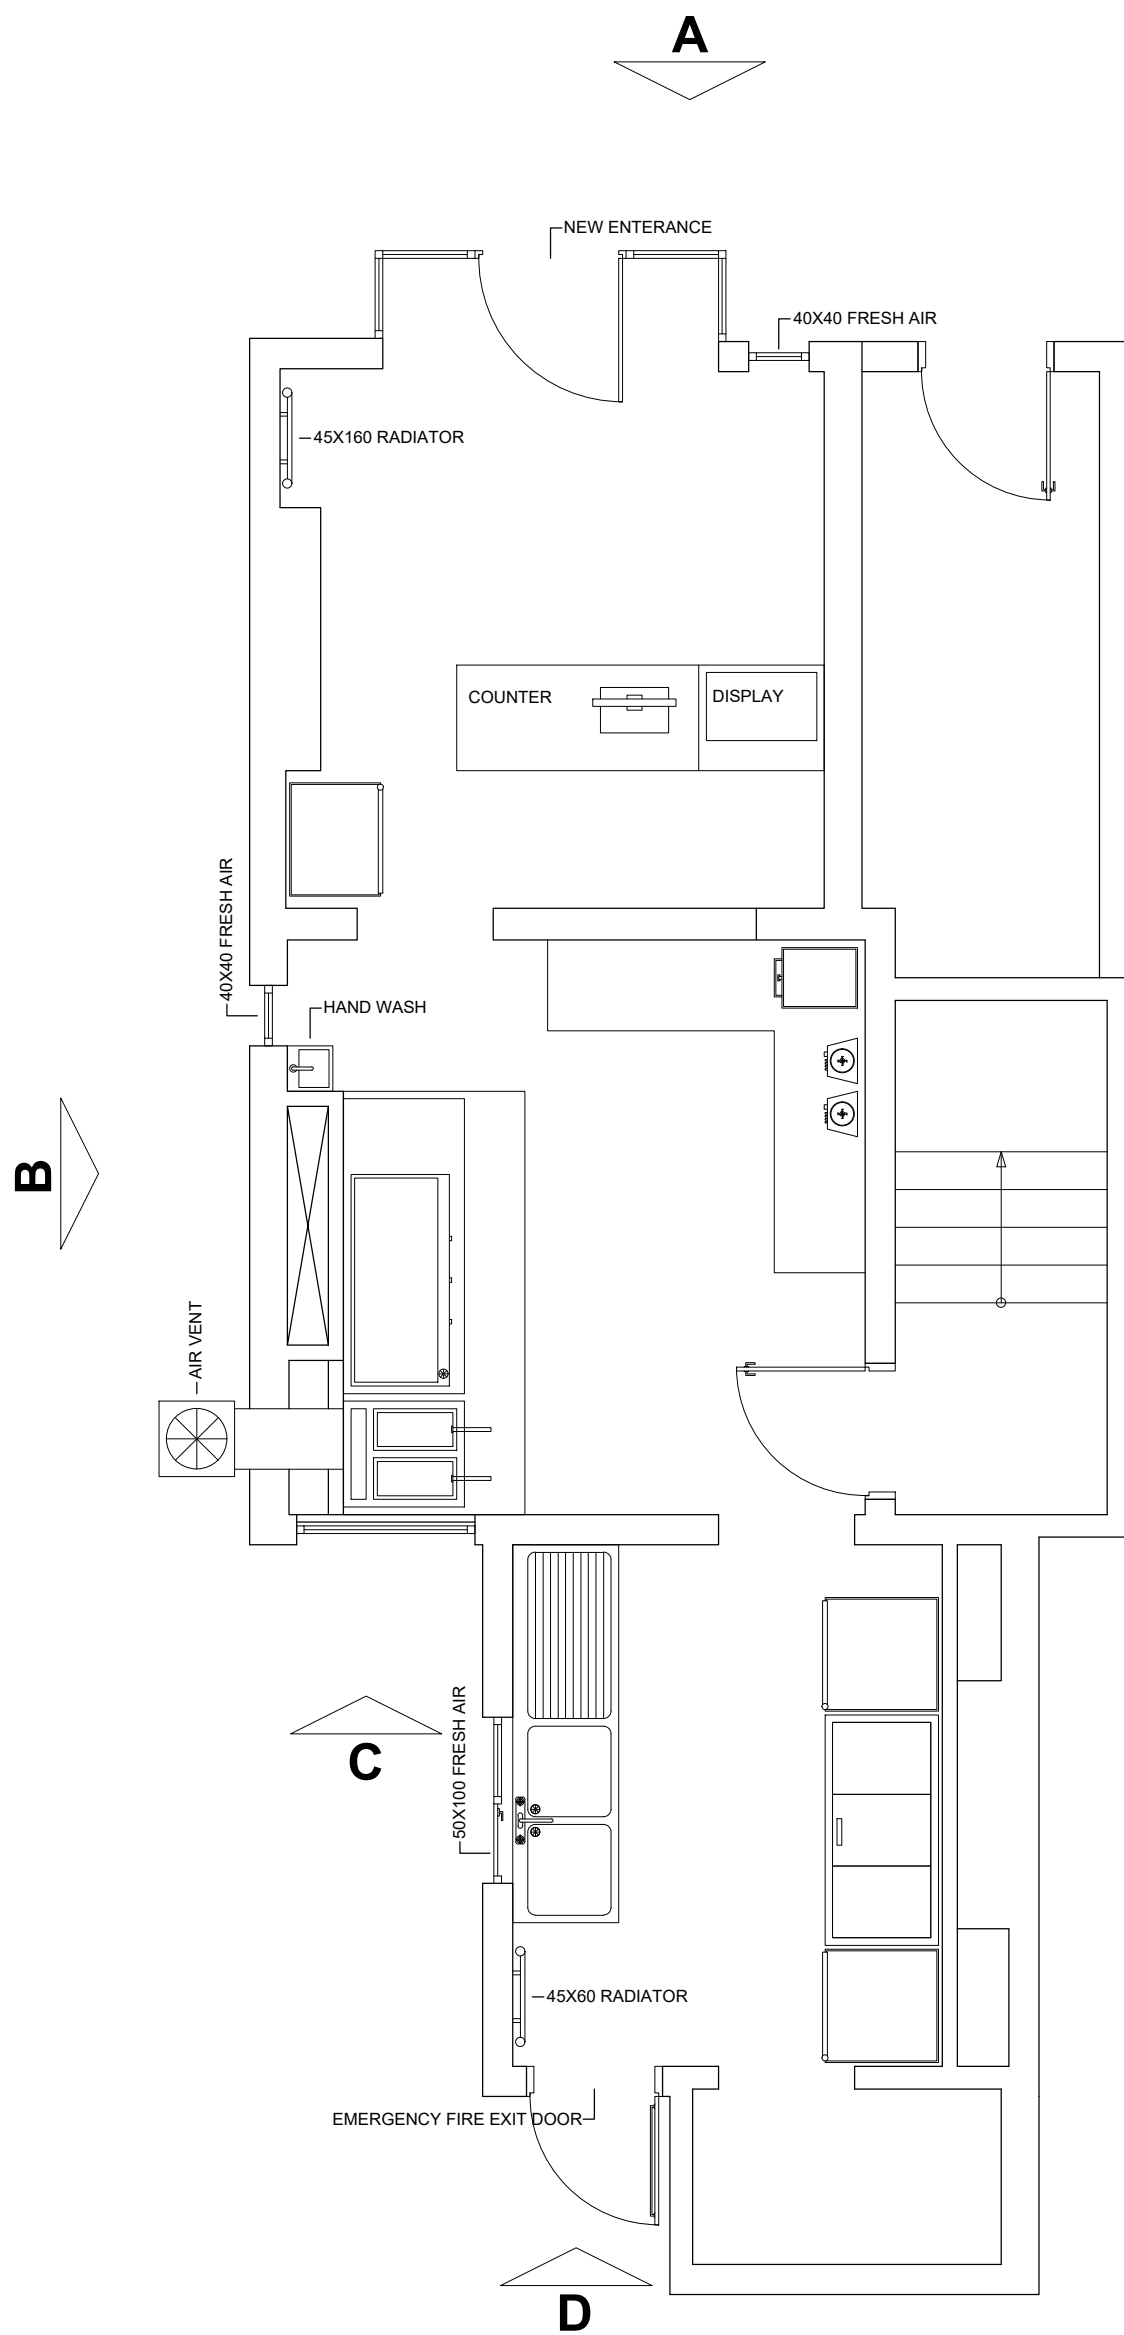 A
NEW ENTERANCE
40X40 FRESH AIR
45X160 RADIATOR
COUNTER
DISPLAY
40X40 FRESH AIR
HAND WASH
B
AIR VENT
C
50X100 FRESH AIR
45X60 RADIATOR
EMERGENCY FIRE EXIT DOOR
D